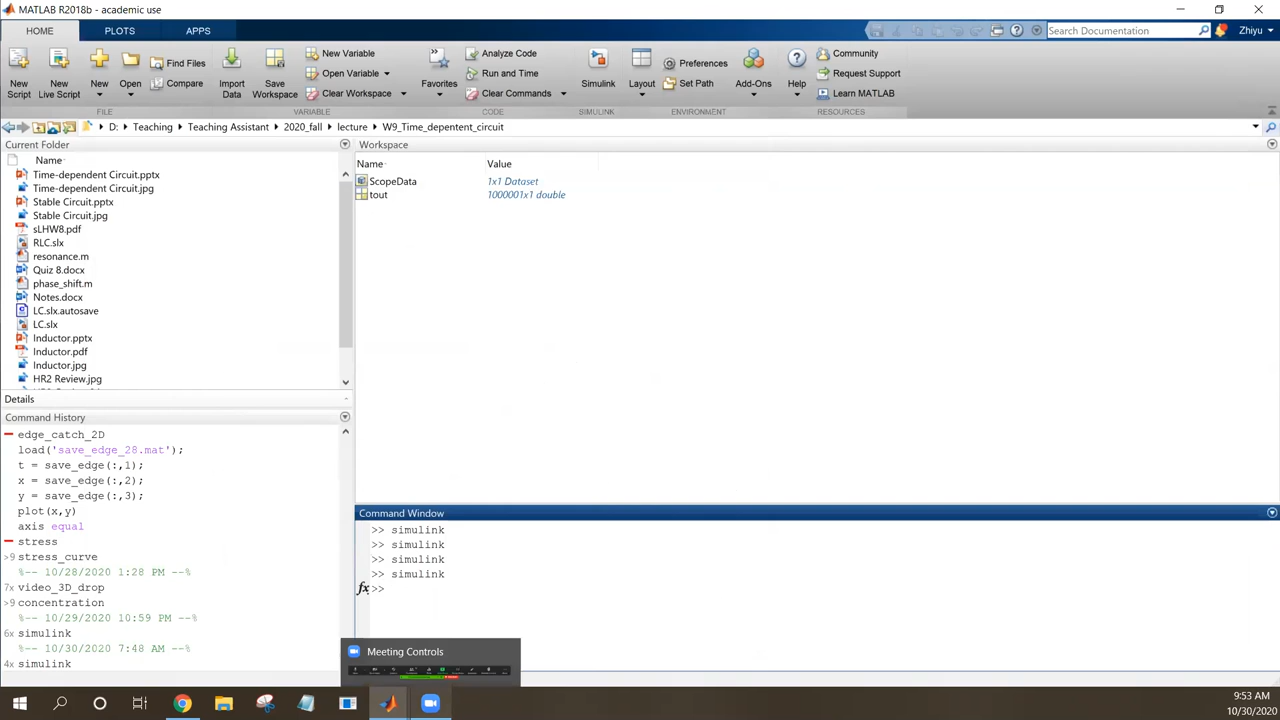 MATLAB R2018b - academic use
HOME PLOTS APPS
Search Documentation Zhiyu
New Script
New Live Script
New
Open
Find Files
Compare
Import Data
Save Workspace
New Variable
Open Variable
Clear Workspace
Favorites
Analyze Code
Run and Time
Clear Commands
Simulink
Layout
Preferences
Set Path
Add-Ons
Help
Community
Request Support
Learn MATLAB
FILE VARIABLE CODE SIMULINK ENVIRONMENT RESOURCES
D: Teaching Teaching Assistant 2020_fall lecture W9_Time_depentent_circuit
Current Folder
Name
Time-dependent Circuit.pptx
Time-dependent Circuit.jpg
Stable Circuit.pptx
Stable Circuit.jpg
sLHW8.pdf
RLC.slx
resonance.m
Quiz 8.docx
phase_shift.m
Notes.docx
LC.slx.autosave
LC.slx
Inductor.pptx
Inductor.pdf
Inductor.jpg
HR2 Review.jpg
Details
Command History
edge_catch_2D
load('save_edge_28.mat');
t = save_edge(:,1);
x = save_edge(:,2);
y = save_edge(:,3);
plot(x,y)
axis equal
stress
>9 stress_curve
%-- 10/28/2020 1:28 PM --%
7x video_3D_drop
>9 concentration
%-- 10/29/2020 10:59 PM --%
6x simulink
%-- 10/30/2020 7:48 AM --%
4x simulink
Workspace
Name Value
ScopeData 1x1 Dataset
tout 1000001x1 double
Command Window
>> simulink
>> simulink
>> simulink
>> simulink
fx >>
Meeting Controls
9:53 AM
10/30/2020